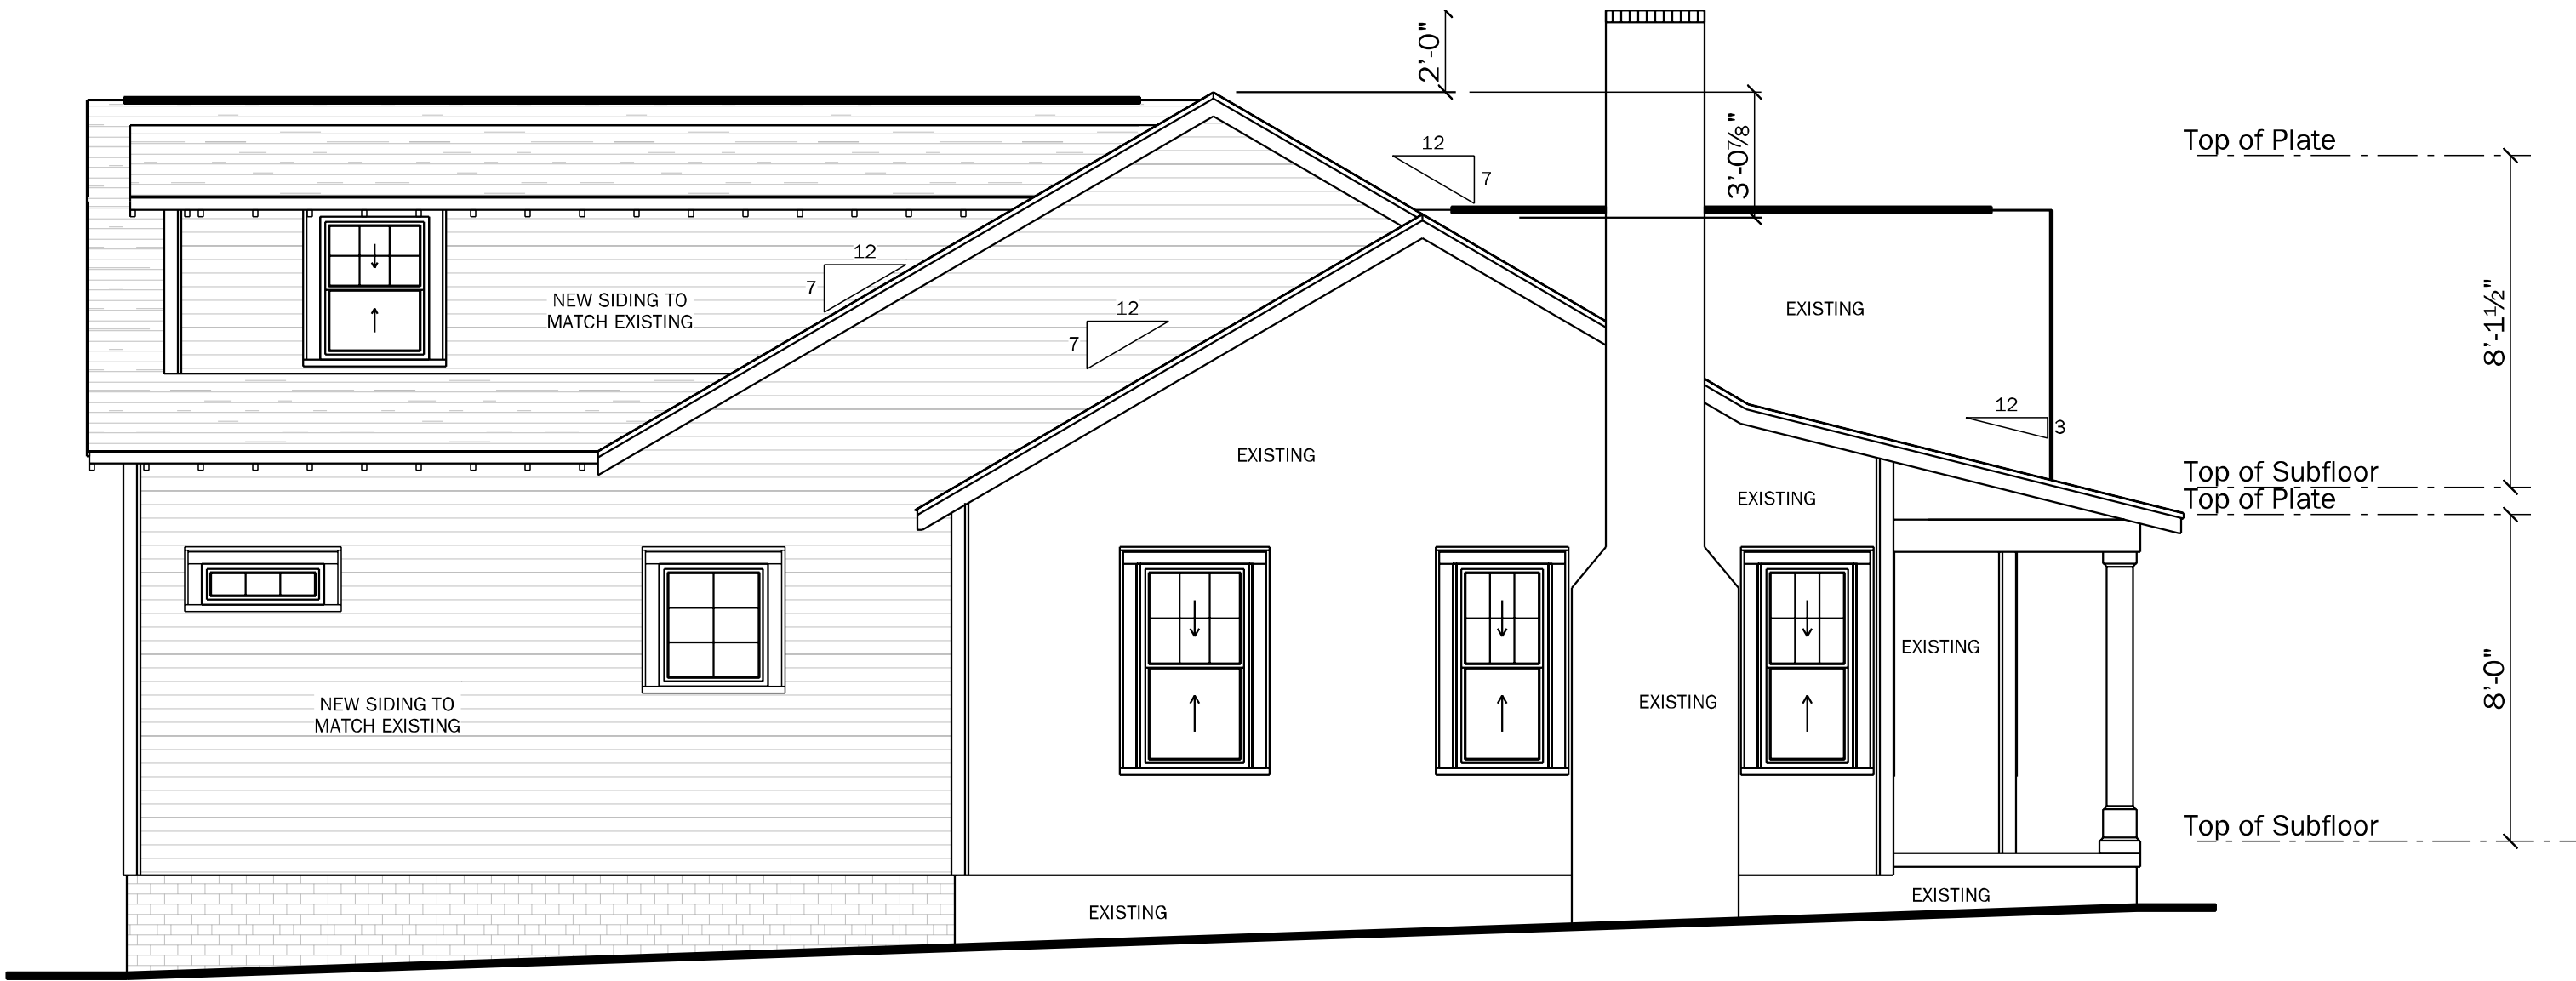 2'-0"
3'-0⅞"
12
7
Top of Plate
12
7
NEW SIDING TO
MATCH EXISTING
12
7
EXISTING
8'-1½"
12
3
EXISTING
Top of Subfloor
Top of Plate
EXISTING
EXISTING
8'-0"
NEW SIDING TO
MATCH EXISTING
EXISTING
Top of Subfloor
EXISTING
EXISTING